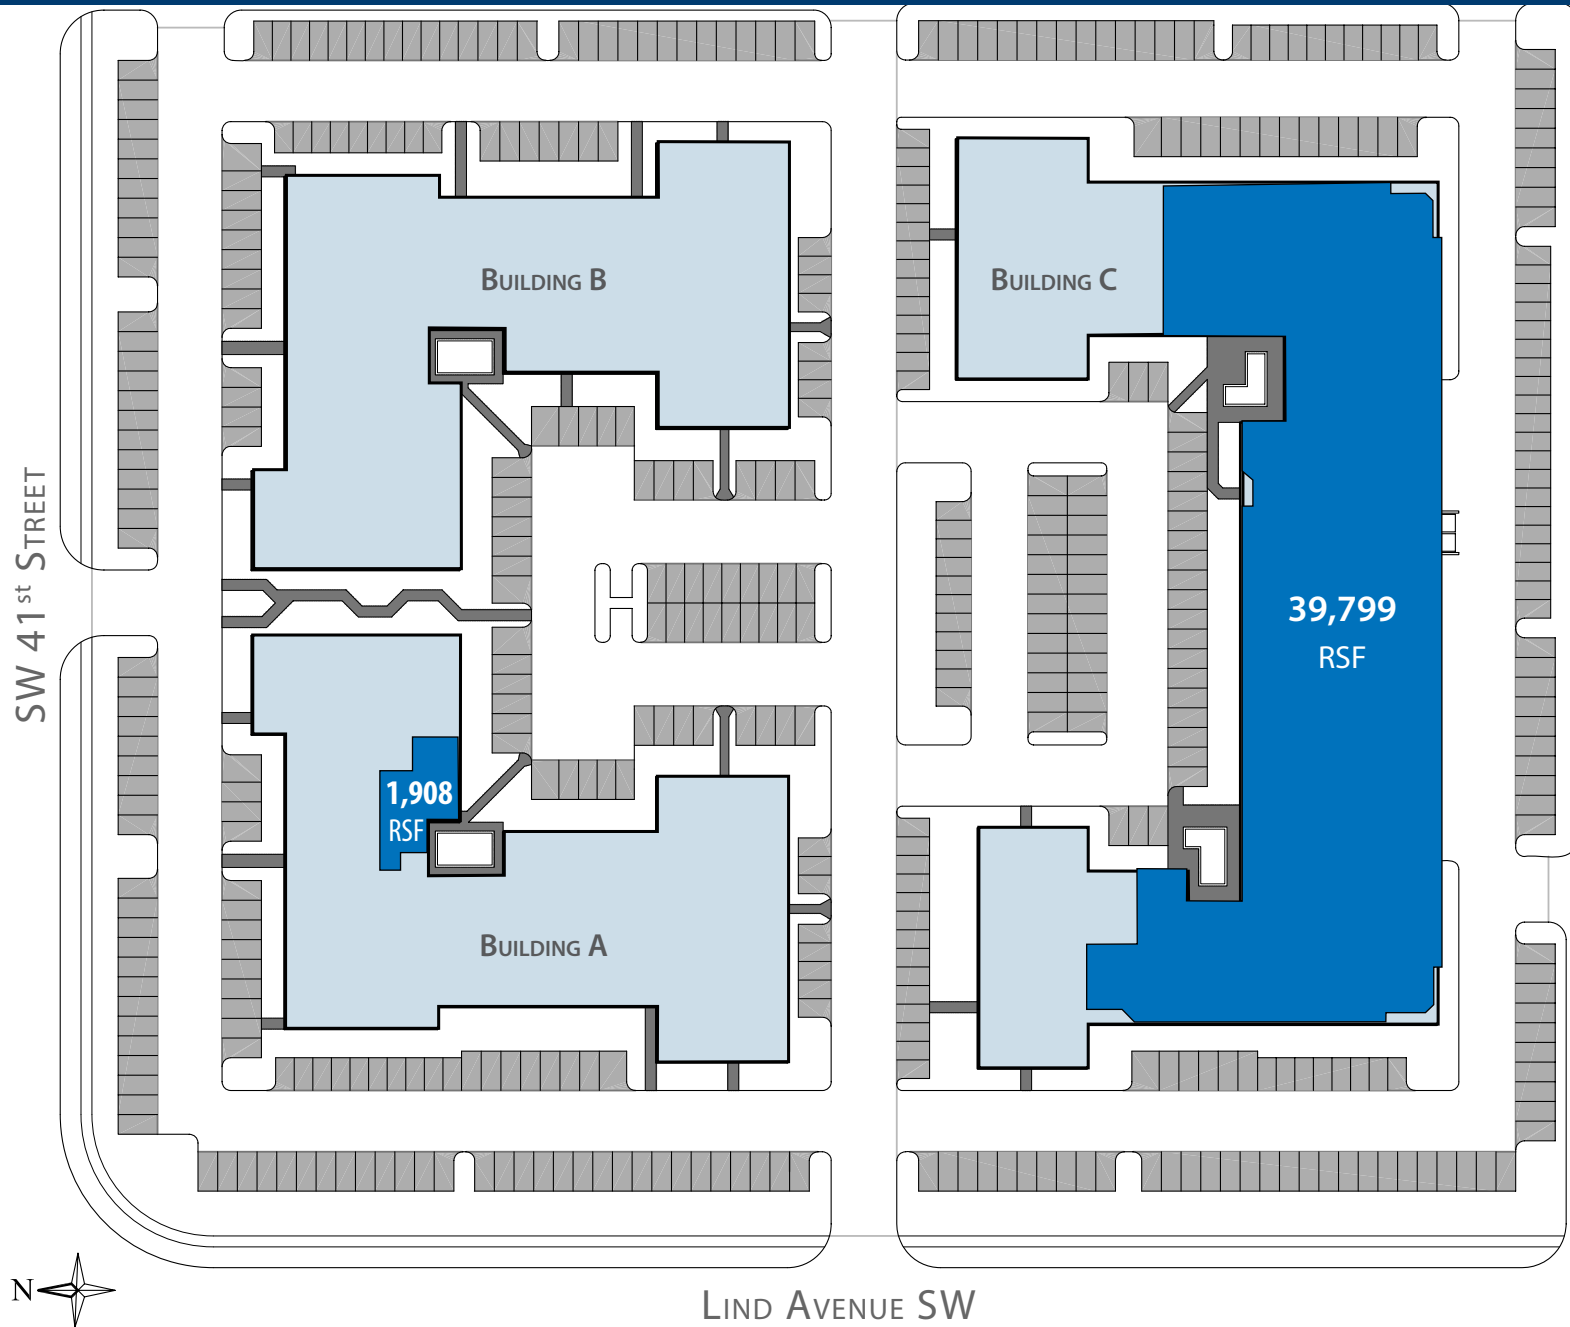 Building B
Building C
SW 41st Street
39,799
RSF
1,908
RSF
Building A
N
Lind Avenue SW